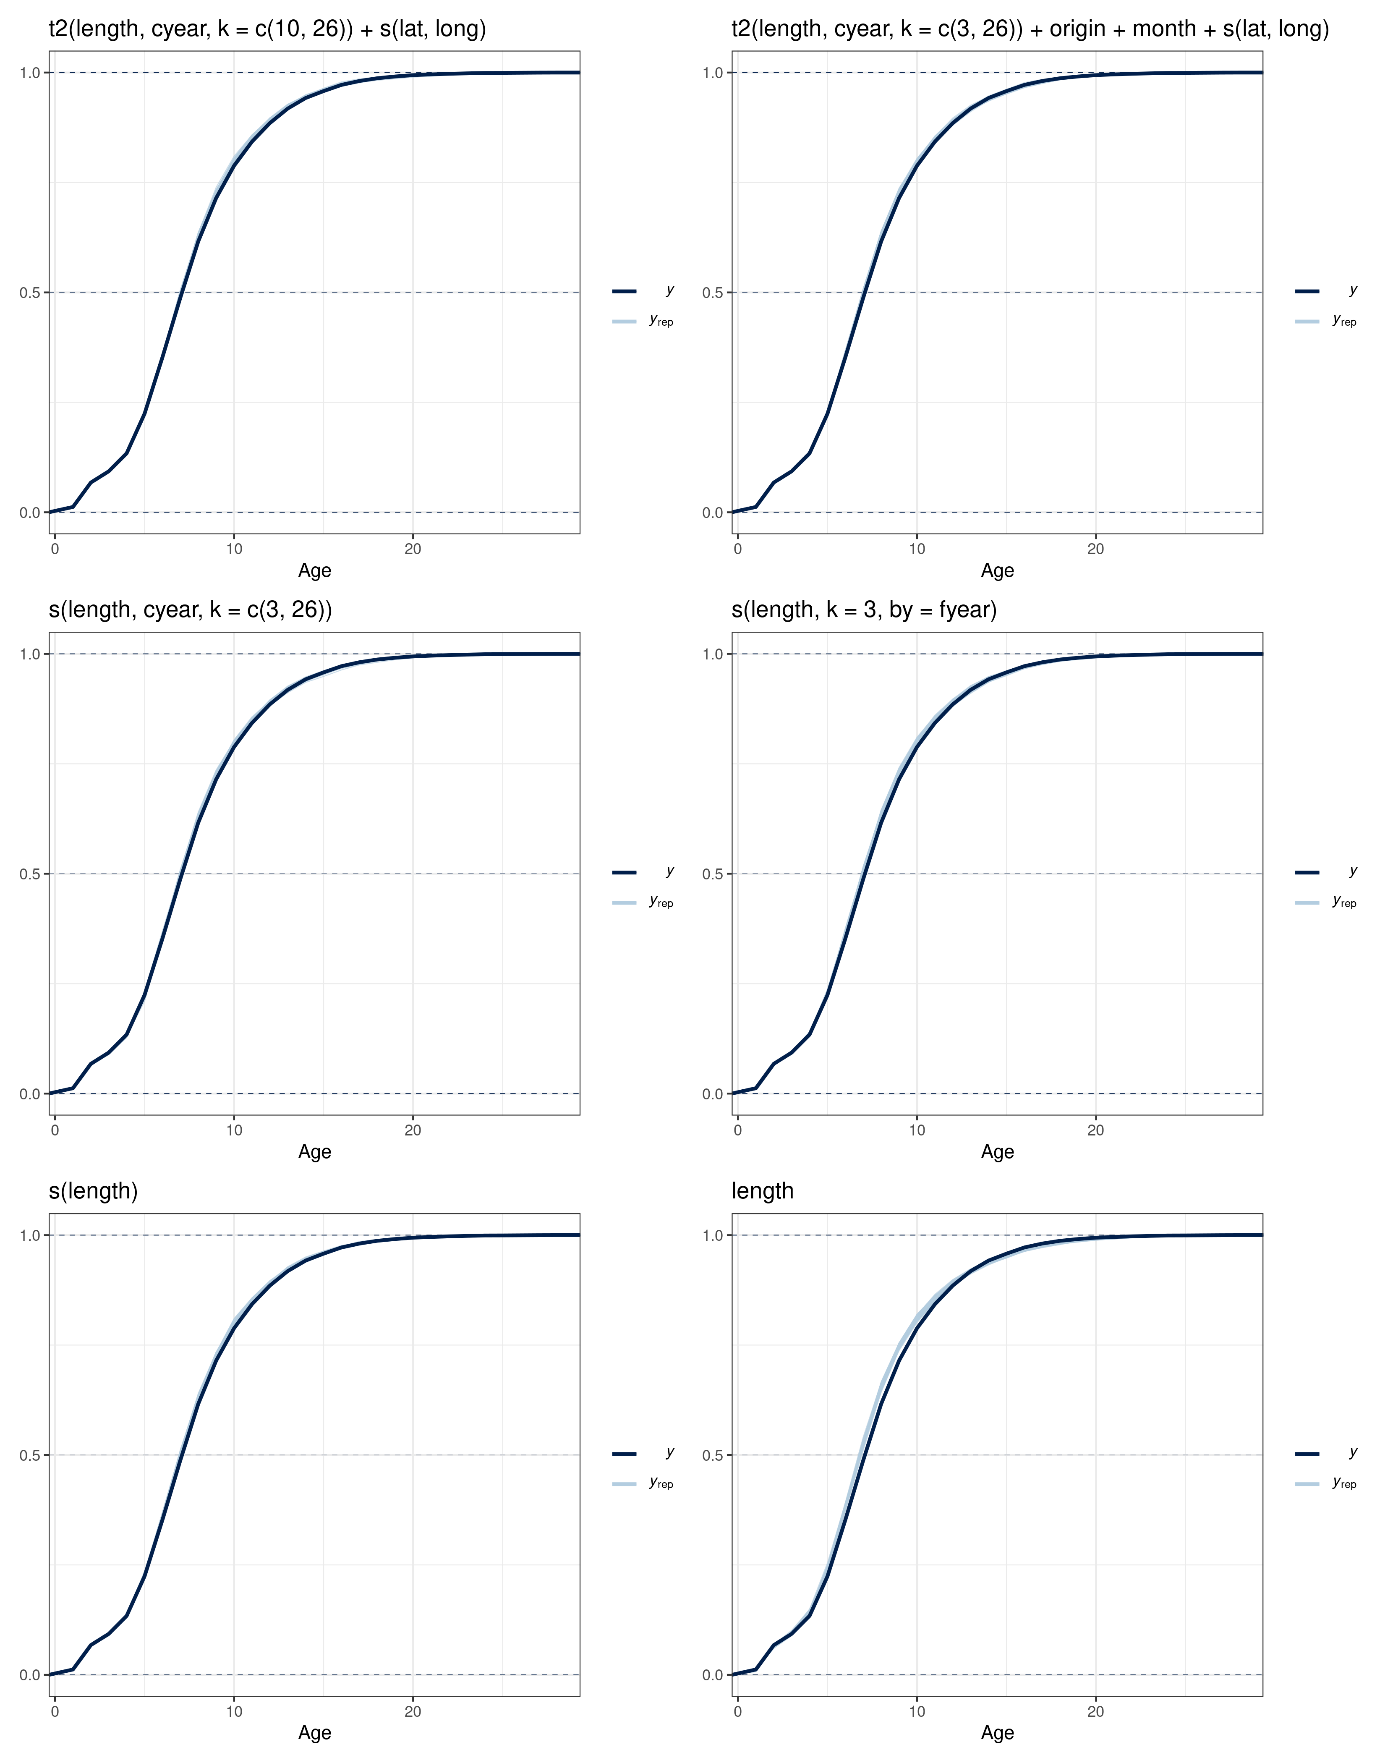 t2(length, cyear, k = c(10, 26)) + s(lat, long)
1.0
0.5
0.0
0 10 20
Age
y
yrep
t2(length, cyear, k = c(3, 26)) + origin + month + s(lat, long)
1.0
0.5
0.0
0 10 20
Age
y
yrep
s(length, cyear, k = c(3, 26))
1.0
0.5
0.0
0 10 20
Age
y
yrep
s(length, k = 3, by = fyear)
1.0
0.5
0.0
0 10 20
Age
y
yrep
s(length)
1.0
0.5
0.0
0 10 20
Age
y
yrep
length
1.0
0.5
0.0
0 10 20
Age
y
yrep